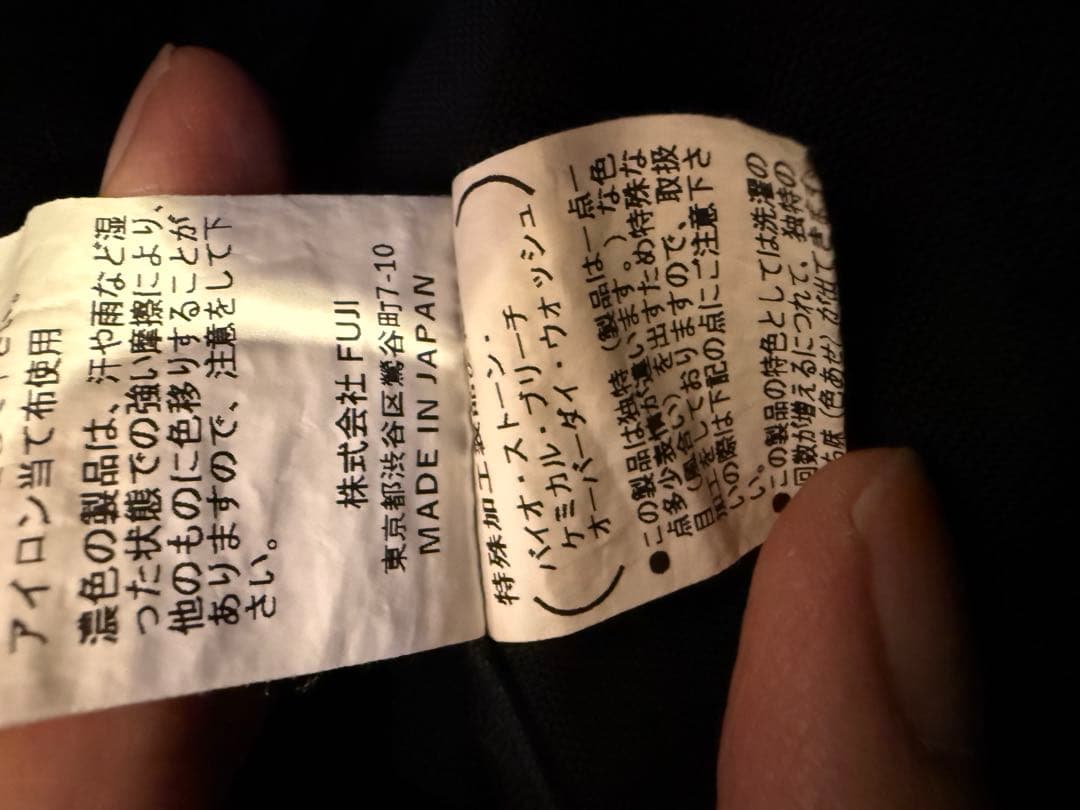 アイロン当て布使用
濃色の製品は、汗や雨など湿
った状態での強い摩擦により、
他のものに色移りすることが
ありますので、注意をして下
さい。
株式会社 FUJI
東京都渋谷区鶯谷町7-10
MADE IN JAPAN
特殊加工
バイオ・ストーン・
ケミカル・ブリーチ
オーバーダイ・ウォッシュ
●この製品は独特(製品は一点一
点多少表情が違います。)な色
目(風合い)を出すため特殊な
加工をしておりますので、取扱
いの際は下記の点にご注意下さ
い。
●この製品の特色としては洗濯の
回数が増えるにつれて、独特の
味(色あせ)が出て